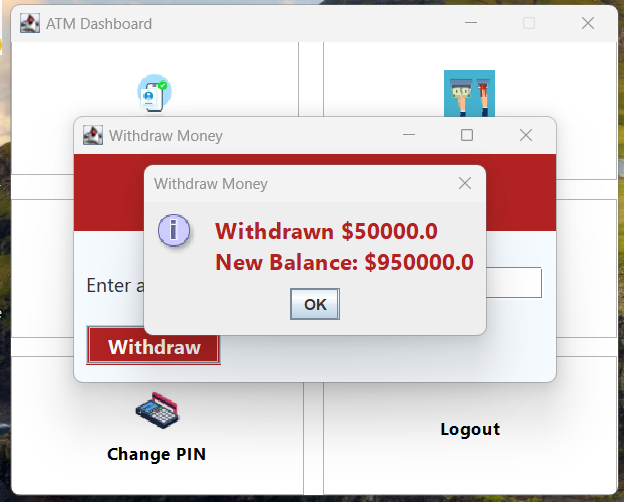 ATM Dashboard
Withdraw Money
Withdraw Money
Withdrawn $50000.0
New Balance: $950000.0
OK
Enter a
Withdraw
Change PIN
Logout